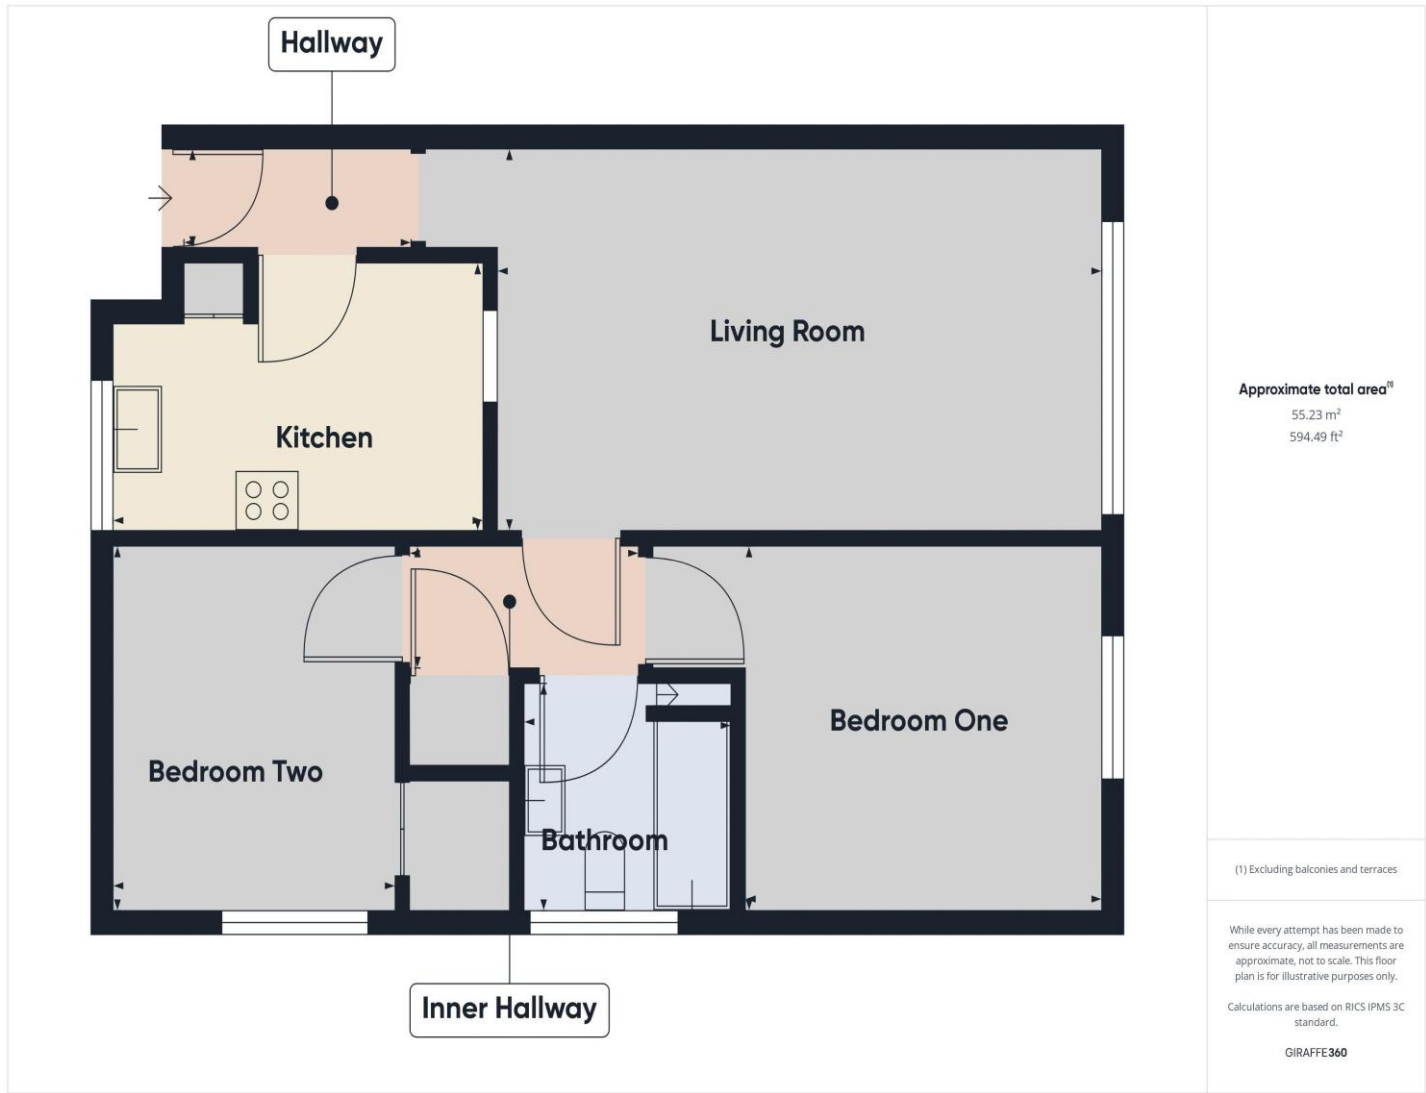 Hallway
Living Room
Kitchen
Bedroom Two
Bedroom One
Bathroom
Inner Hallway
Approximate total area(1)
55.23 m²
594.49 ft²
(1) Excluding balconies and terraces
While every attempt has been made to
ensure accuracy, all measurements are
approximate, not to scale. This floor
plan is for illustrative purposes only.
Calculations are based on RICS IPMS 3C
standard.
GIRAFFE360